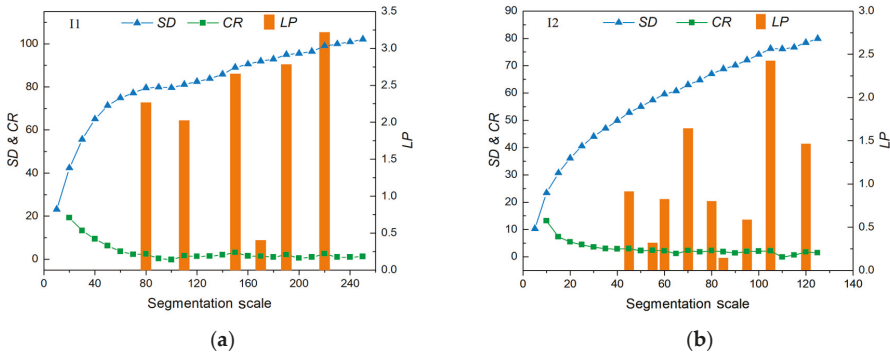 I1
SD CR LP
100
80
60
40
20
0
SD & CR
3.5
3.0
2.5
2.0
1.5
1.0
0.5
0.0
LP
0 40 80 120 160 200 240
Segmentation scale
(a)
I2
SD CR LP
90
80
70
60
50
40
30
20
10
0
SD & CR
3.0
2.5
2.0
1.5
1.0
0.5
0.0
LP
0 20 40 60 80 100 120 140
Segmentation scale
(b)